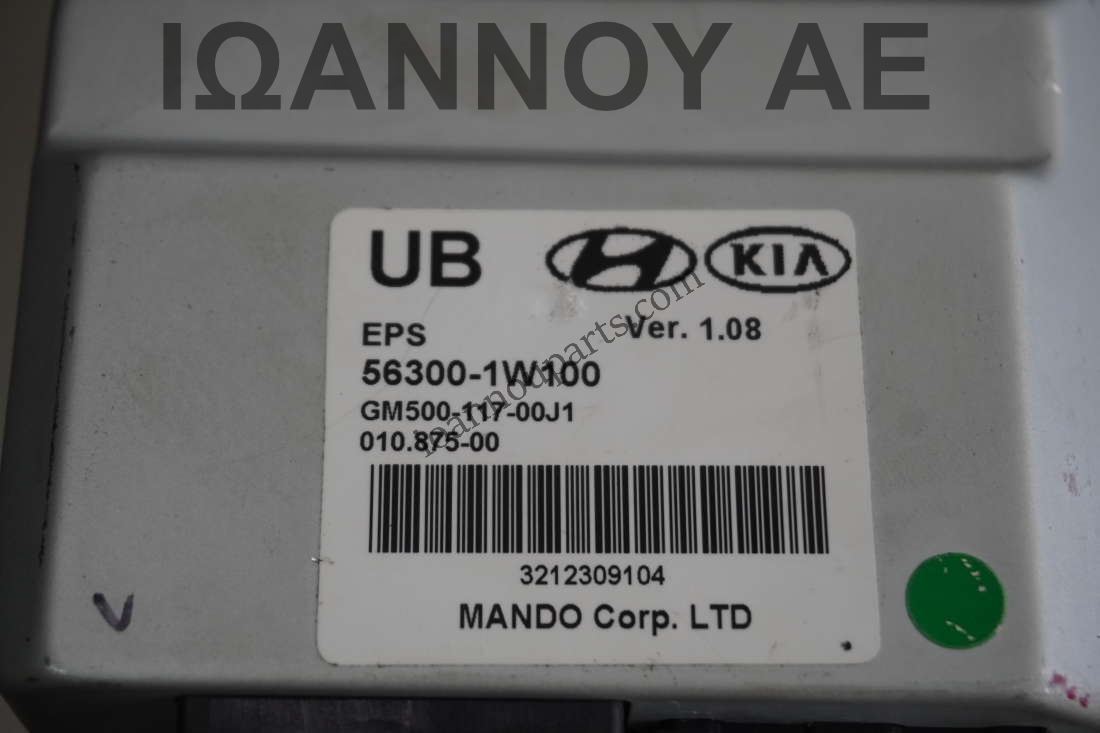 ΙΩΑΝΝΟΥ ΑΕ
UB
KIA
EPS Ver. 1.08
56300-1W100
GM500-117-00J1
010.875-00
ioannouparts.com
3212309104
MANDO Corp. LTD
V